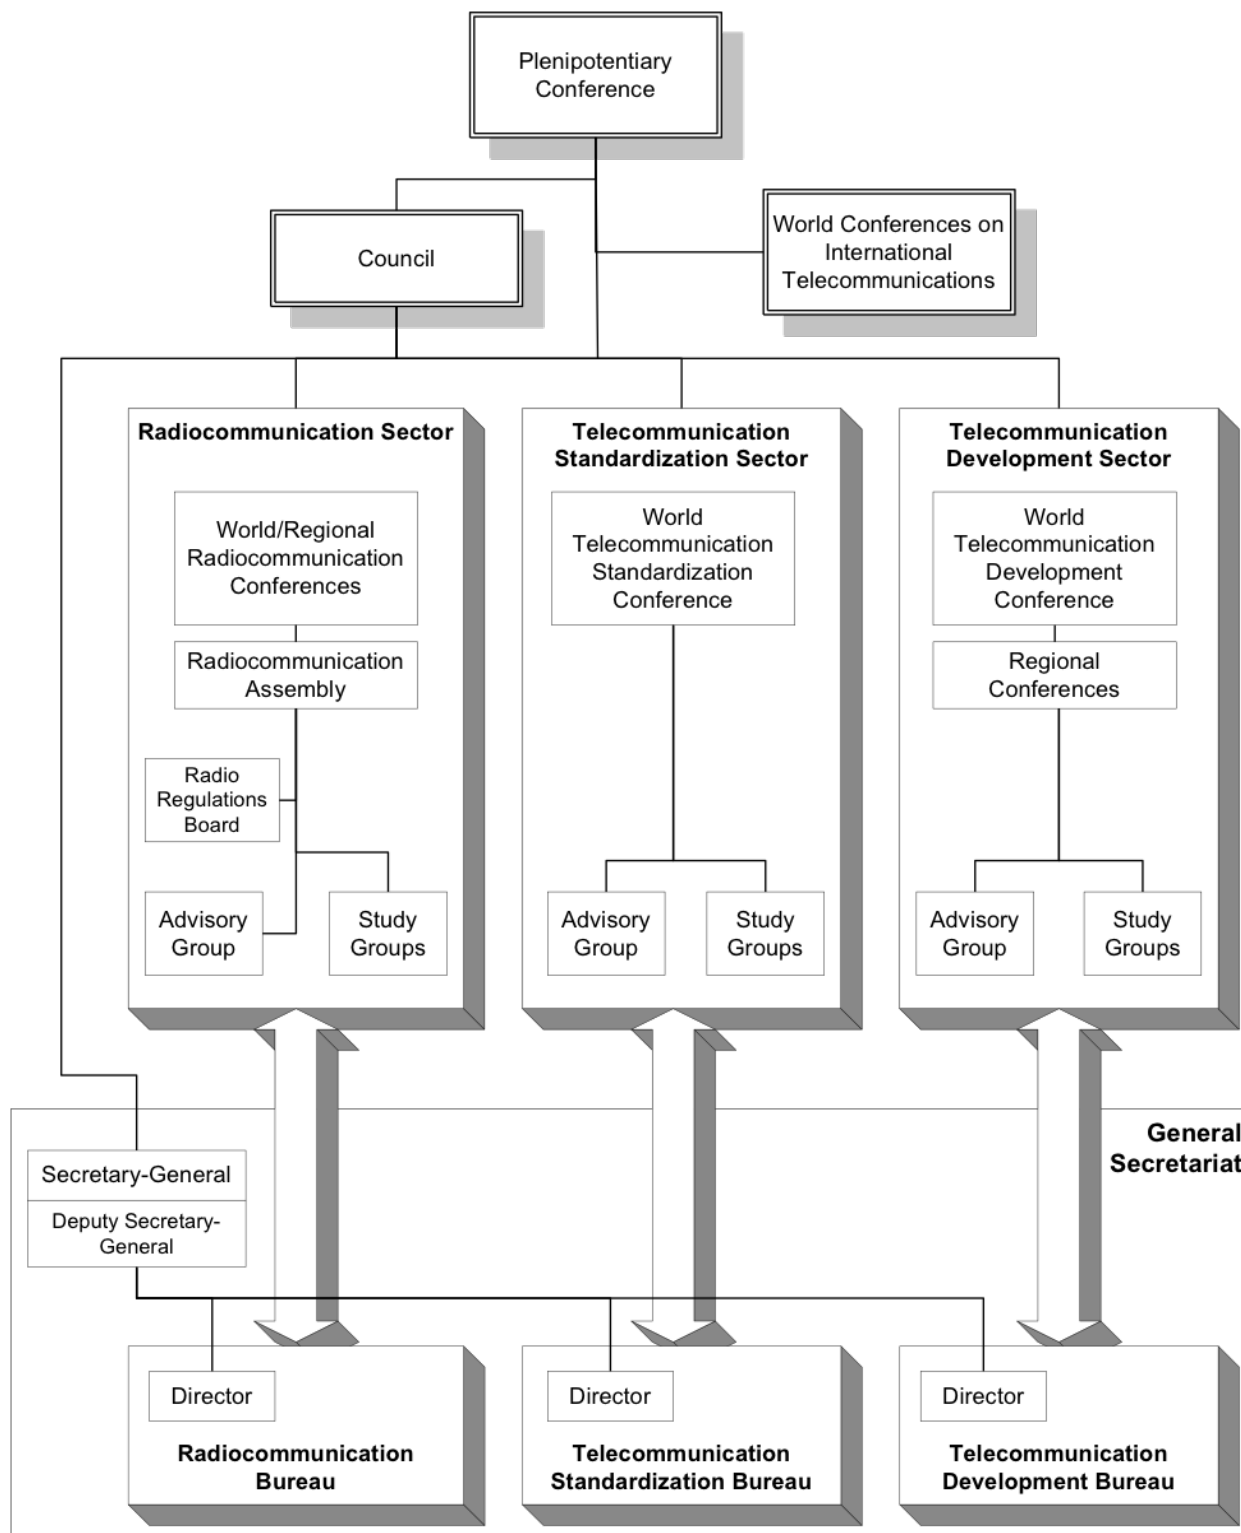 Plenipotentiary
Conference
Council
World Conferences on
International
Telecommunications
Radiocommunication Sector
World/Regional
Radiocommunication
Conferences
Radiocommunication
Assembly
Radio
Regulations
Board
Advisory
Group
Study
Groups
Telecommunication
Standardization Sector
World
Telecommunication
Standardization
Conference
Advisory
Group
Study
Groups
Telecommunication
Development Sector
World
Telecommunication
Development
Conference
Regional
Conferences
Advisory
Group
Study
Groups
General
Secretariat
Secretary-General
Deputy Secretary-
General
Director
Radiocommunication
Bureau
Director
Telecommunication
Standardization Bureau
Director
Telecommunication
Development Bureau